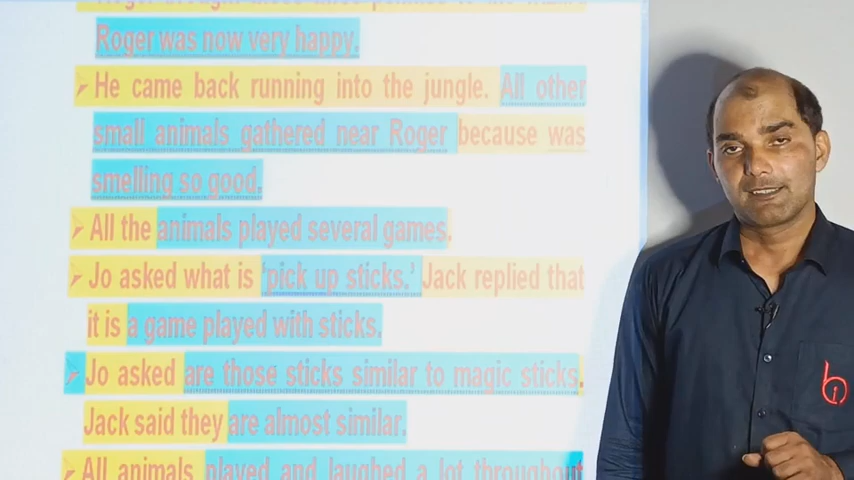 Roger was now very happy.
➢ He came back running into the jungle. All other
small animals gathered near Roger because was
smelling so good.
➢ All the animals played several games.
➢ Jo asked what is 'pick up sticks.' Jack replied that
it is a game played with sticks.
➢ Jo asked are those sticks similar to magic sticks.
Jack said they are almost similar.
➢ All animals played and laughed a lot throughout